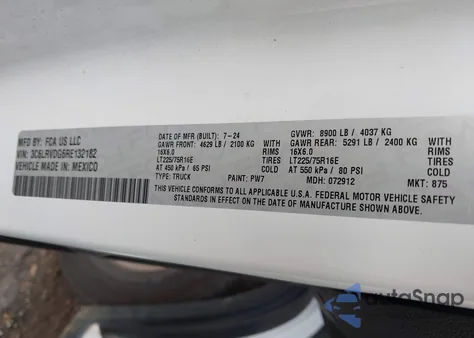 MFD BY: FCA US LLC
VIN: 3C6LRVDG6RE132182
VEHICLE MADE IN: MEXICO
DATE OF MFR (BUILT): 7-24
GAWR FRONT: 4629 LB / 2100 KG WITH
16X6.0 RIMS
LT225/75R16E TIRES
AT 450 kPa / 65 PSI COLD
TYPE: TRUCK PAINT: PW7
GVWR: 8900 LB / 4037 KG
GAWR REAR: 5291 LB / 2400 KG WITH
16X6.0 RIMS
LT225/75R16E TIRES
AT 550 kPa / 80 PSI COLD
MDH: 072912 MKT: 875
THIS VEHICLE CONFORMS TO ALL APPLICABLE U.S.A. FEDERAL MOTOR VEHICLE SAFETY
STANDARDS IN EFFECT ON THE DATE OF MANUFACTURE SHOWN ABOVE.
AutoSnap